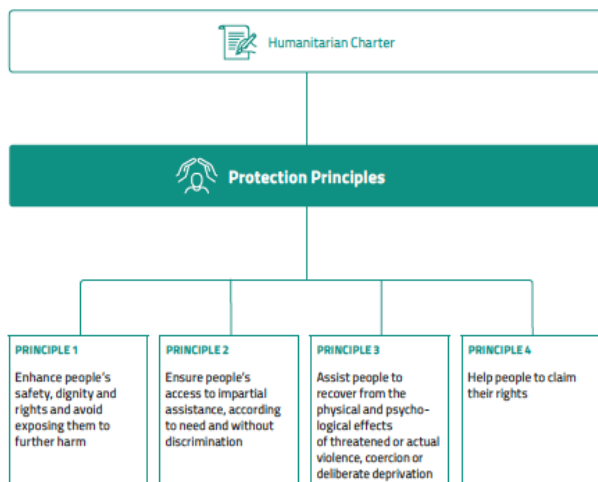 Humanitarian Charter
Protection Principles
PRINCIPLE 1
Enhance people's
safety, dignity and
rights and avoid
exposing them to
further harm
PRINCIPLE 2
Ensure people's
access to impartial
assistance, according
to need and without
discrimination
PRINCIPLE 3
Assist people to
recover from the
physical and psycho-
logical effects
of threatened or actual
violence, coercion or
deliberate deprivation
PRINCIPLE 4
Help people to claim
their rights